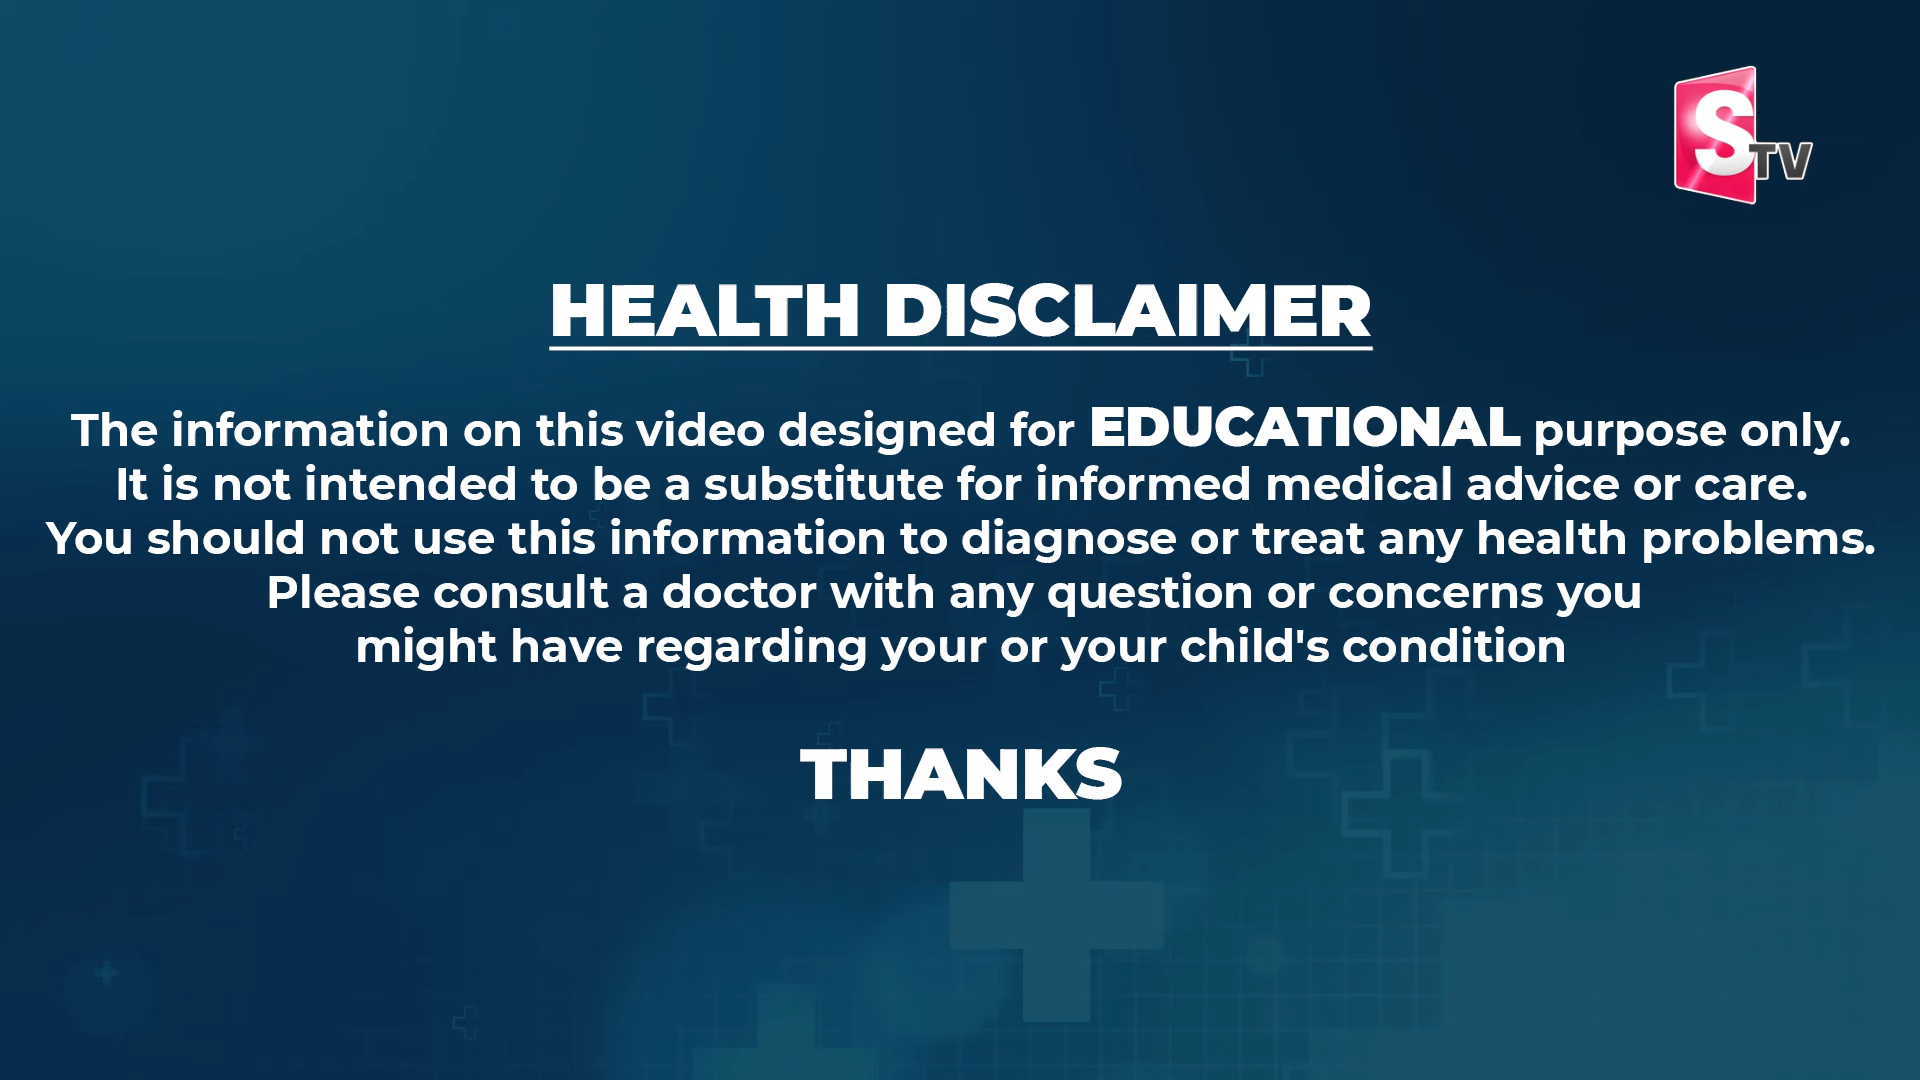 S TV
HEALTH DISCLAIMER
The information on this video designed for EDUCATIONAL purpose only.
It is not intended to be a substitute for informed medical advice or care.
You should not use this information to diagnose or treat any health problems.
Please consult a doctor with any question or concerns you
might have regarding your or your child's condition
THANKS